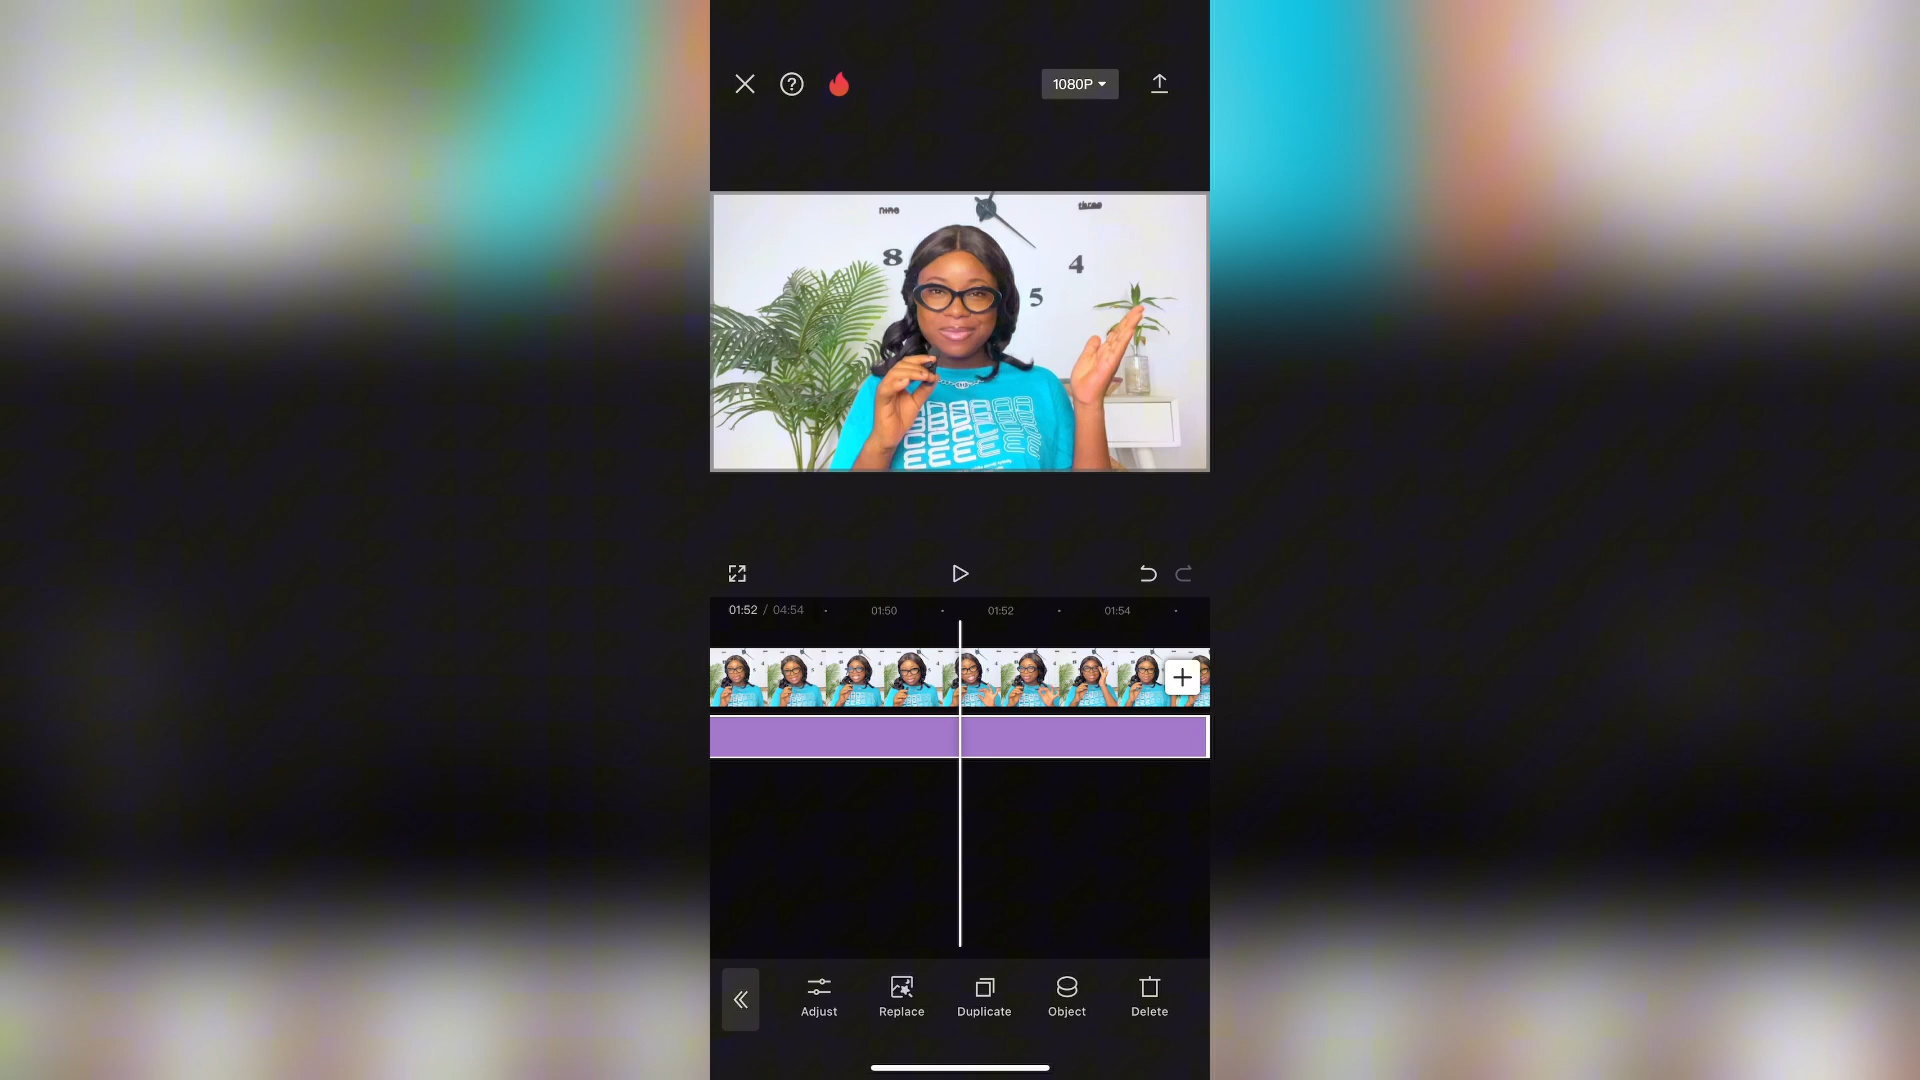 1080P
nine
three
8
4
5
01:52 / 04:54
01:50
01:52
01:54
Adjust
Replace
Duplicate
Object
Delete